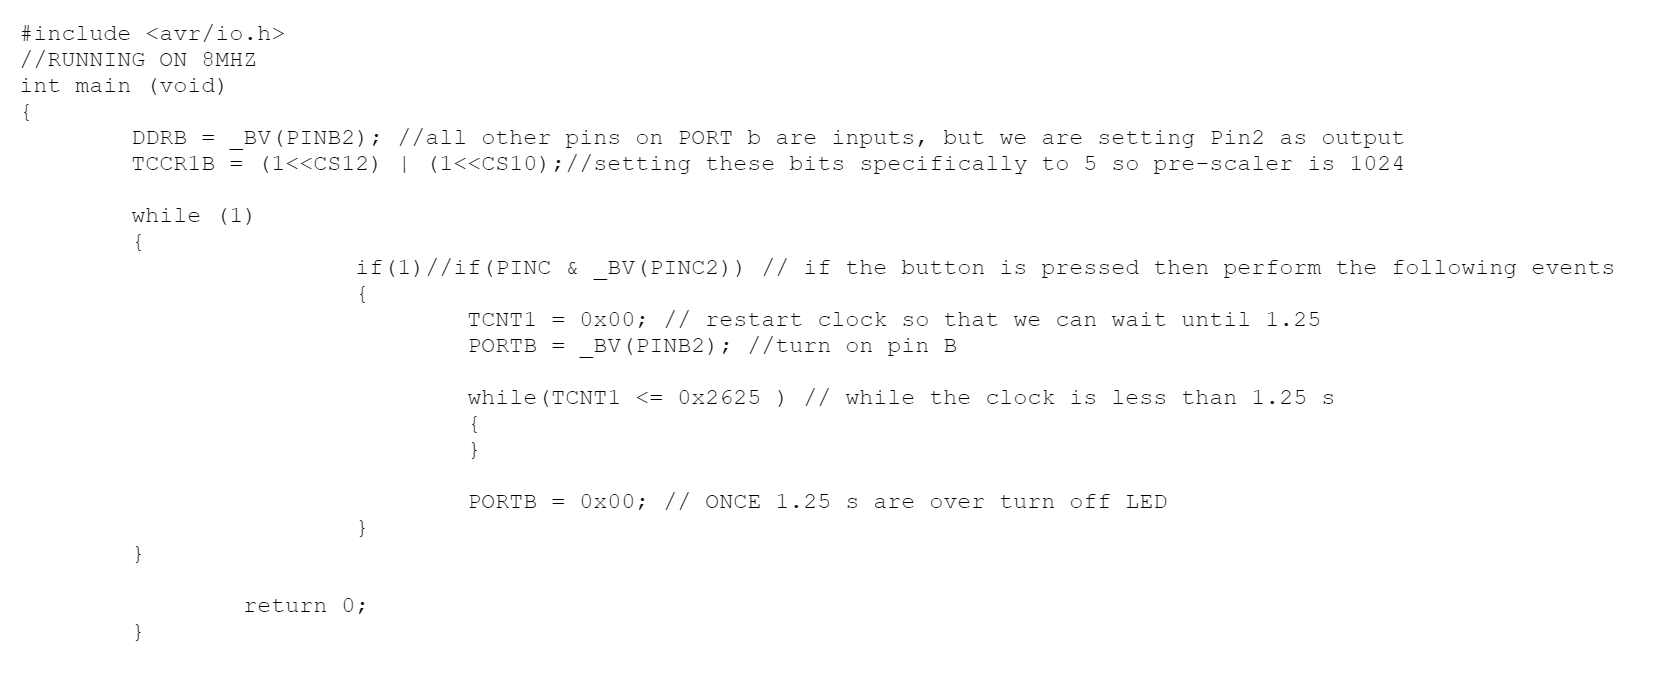 #include <avr/io.h>
//RUNNING ON 8MHZ
int main (void)
{
DDRB = _BV(PINB2); //all other pins on PORT b are inputs, but we are setting Pin2 as output
TCCR1B = (1<<CS12) | (1<<CS10);//setting these bits specifically to 5 so pre-scaler is 1024
while (1)
{
if(1)//if(PINC & _BV(PINC2)) // if the button is pressed then perform the following events
{
TCNT1 = 0x00; // restart clock so that we can wait until 1.25
PORTB = _BV(PINB2); //turn on pin B
while(TCNT1 <= 0x2625 ) // while the clock is less than 1.25 s
{
}
PORTB = 0x00; // ONCE 1.25 s are over turn off LED
}
}
return 0;
}